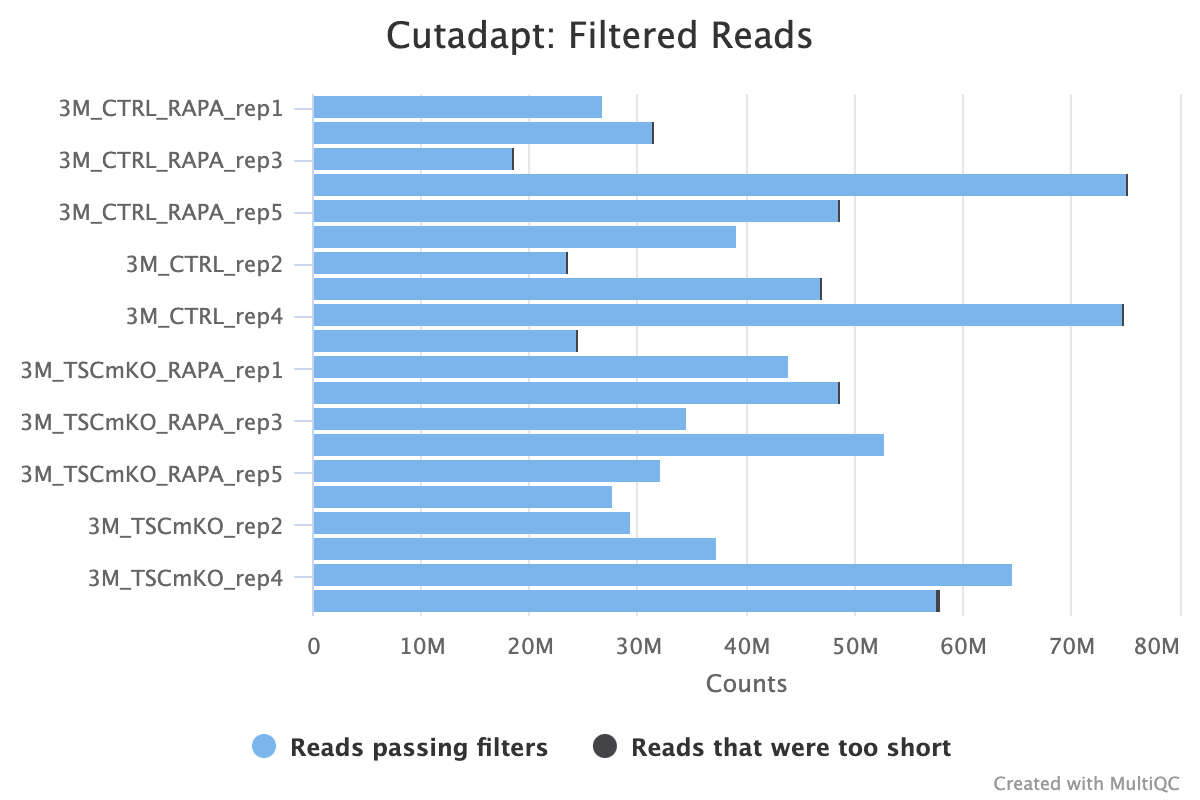 Cutadapt: Filtered Reads
3M_CTRL_RAPA_rep1
3M_CTRL_RAPA_rep3
3M_CTRL_RAPA_rep5
3M_CTRL_rep2
3M_CTRL_rep4
3M_TSCmKO_RAPA_rep1
3M_TSCmKO_RAPA_rep3
3M_TSCmKO_RAPA_rep5
3M_TSCmKO_rep2
3M_TSCmKO_rep4
0 10M 20M 30M 40M 50M 60M 70M 80M
Counts
Reads passing filters Reads that were too short
Created with MultiQC